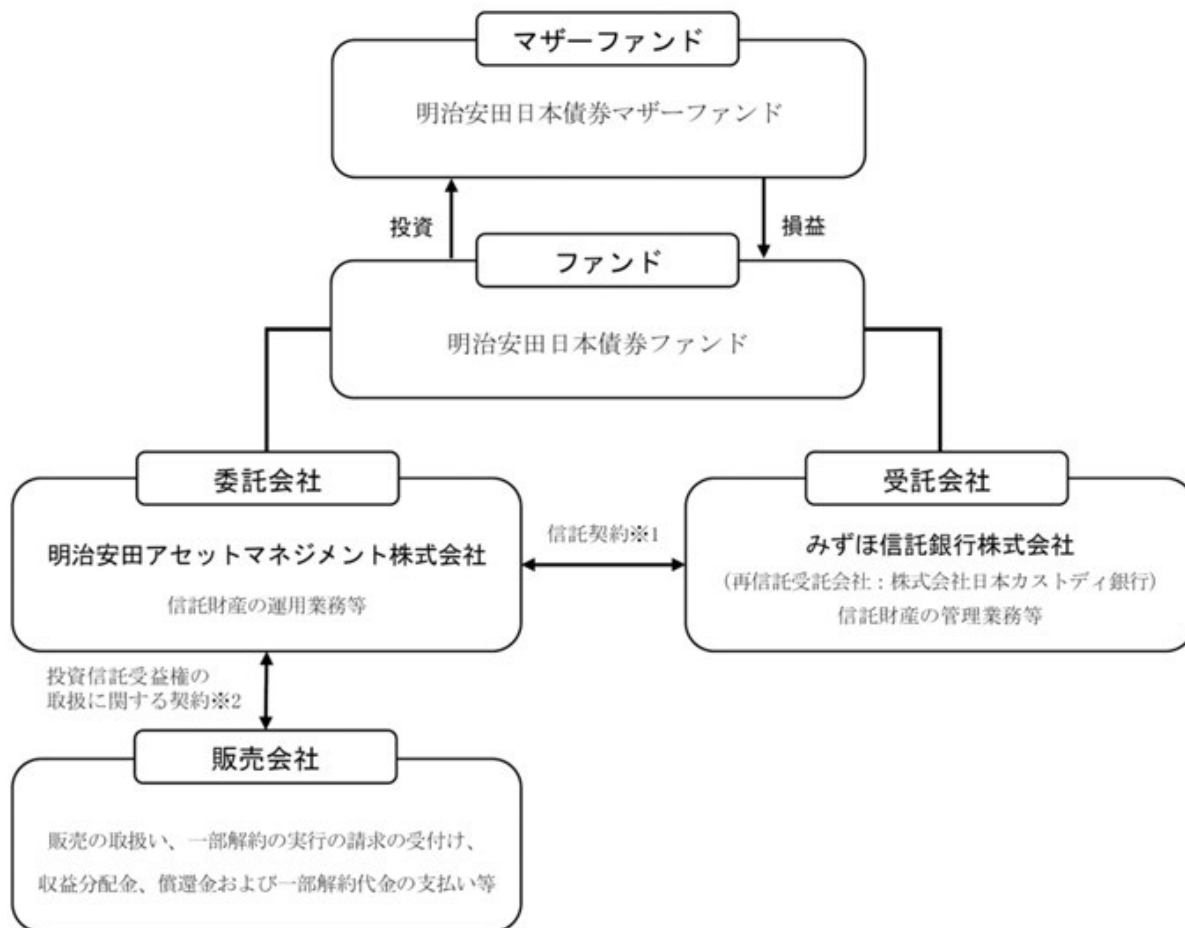 マザーファンド
明治安田日本債券マザーファンド
投資
損益
ファンド
明治安田日本債券ファンド
委託会社
明治安田アセットマネジメント株式会社
信託財産の運用業務等
信託契約※1
受託会社
みずほ信託銀行株式会社
（再信託受託会社：株式会社日本カストディ銀行）
信託財産の管理業務等
投資信託受益権の
取扱に関する契約※2
販売会社
販売の取扱い、一部解約の実行の請求の受付け、
収益分配金、償還金および一部解約代金の支払い等